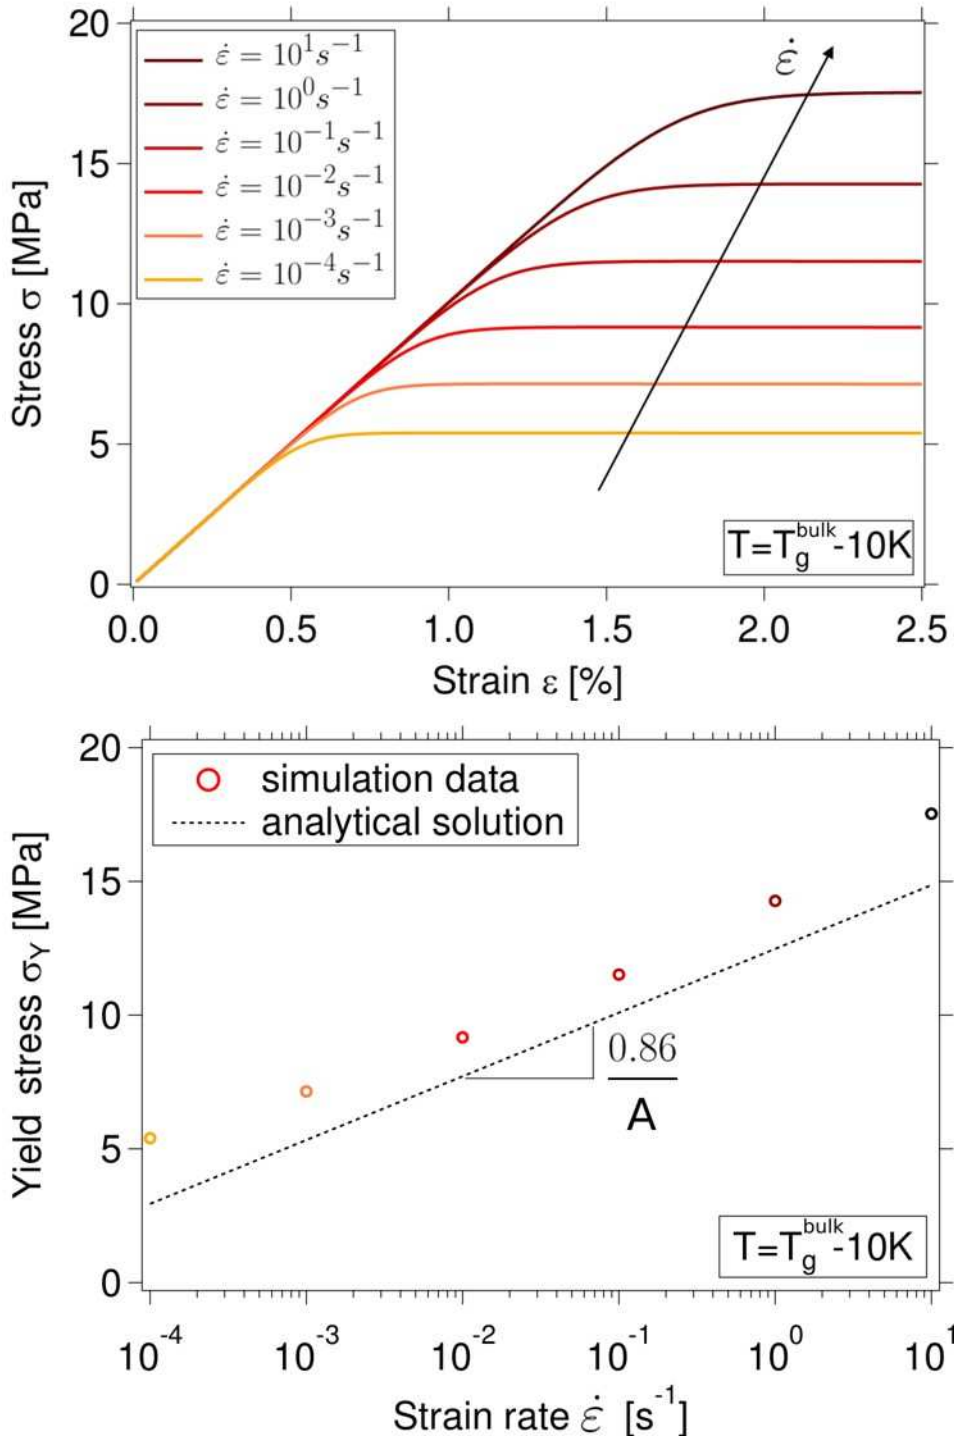 20
ε̇ = 10¹s⁻¹
ε̇ = 10⁰s⁻¹
ε̇ = 10⁻¹s⁻¹
ε̇ = 10⁻²s⁻¹
ε̇ = 10⁻³s⁻¹
ε̇ = 10⁻⁴s⁻¹
ε̇
15
10
5
0
Stress σ [MPa]
T=T_g^bulk-10K
0.0 0.5 1.0 1.5 2.0 2.5
Strain ε [%]
20
simulation data
analytical solution
15
10
5
0
Yield stress σ_Y [MPa]
0.86
A
T=T_g^bulk-10K
10⁻⁴ 10⁻³ 10⁻² 10⁻¹ 10⁰ 10¹
Strain rate ε̇ [s⁻¹]